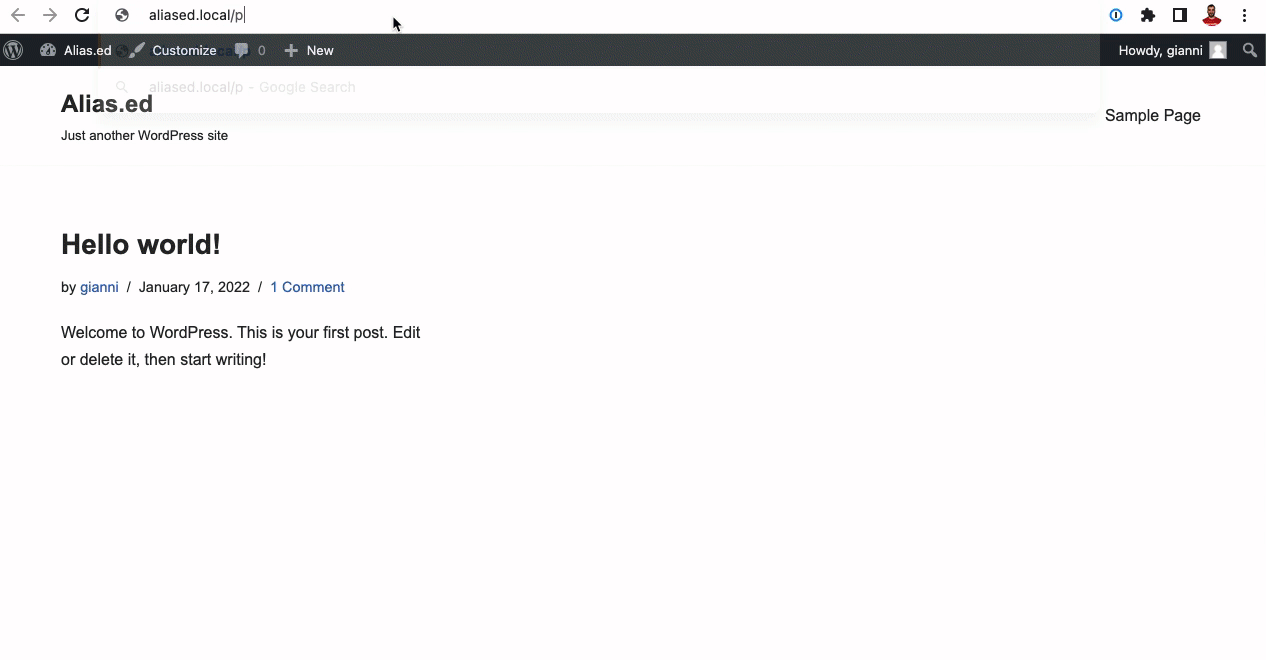 aliased.local/p
Alias.ed Customize 0 New Howdy, gianni
aliased.local/p - Google Search
Alias.ed
Just another WordPress site
Sample Page
Hello world!
by gianni / January 17, 2022 / 1 Comment
Welcome to WordPress. This is your first post. Edit
or delete it, then start writing!